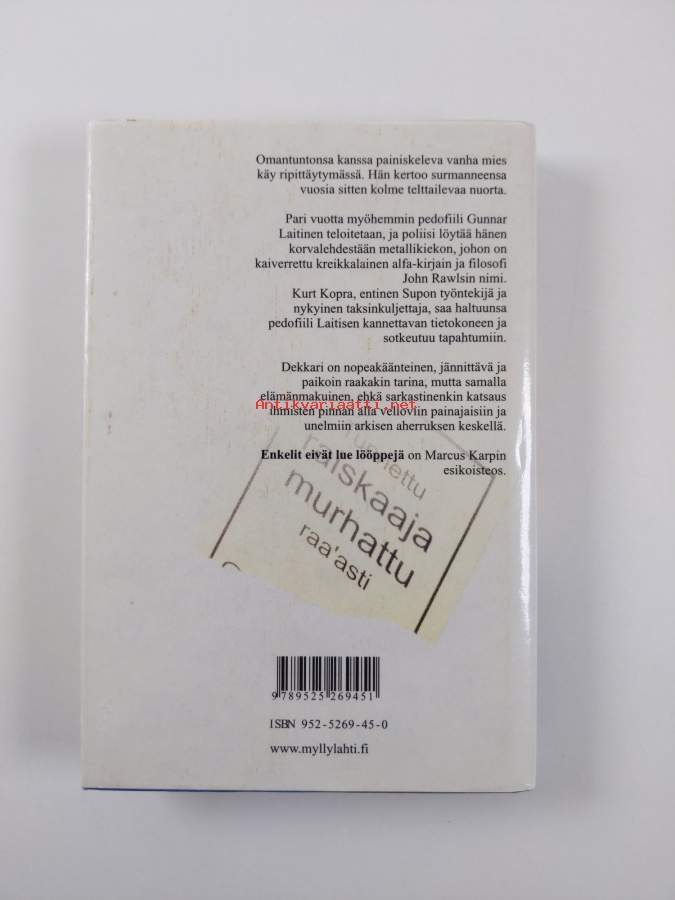 Omantuntonsa kanssa painiskeleva vanha mies
käy ripittäytymässä. Hän kertoo surmanneensa
vuosia sitten kolme telttailevaa nuorta.
Pari vuotta myöhemmin pedofiili Gunnar
Laitinen teloitetaan, ja poliisi löytää hänen
korvalehdestään metallikiekon, johon on
kaiverrettu kreikkalainen alfa-kirjain ja filosofi
John Rawlsin nimi.
Kurt Kopra, entinen Supon työntekijä ja
nykyinen taksinkuljettaja, saa haltuunsa
pedofiili Laitisen kannettavan tietokoneen ja
sotkeutuu tapahtumiin.
Dekkari on nopeakäänteinen, jännittävä ja
paikoin raakakin tarina, mutta samalla
elämänmakuinen, ehkä sarkastinenkin katsaus
Antikvariaatti.net
ihmisten pinnan alla velloviin painajaisiin ja
unelmiin arkisen aherruksen keskellä.
Enkelit eivät lue lööppejä on Marcus Karpin
esikoisteos.
raiskaaja
murhattu
raa'asti
9 789525 269451
ISBN 952-5269-45-0
www.myllylahti.fi